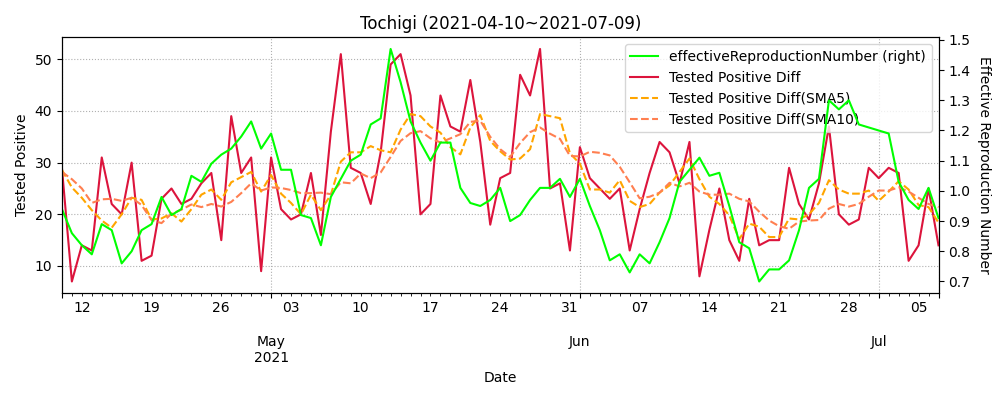 Tochigi (2021-04-10~2021-07-09)
effectiveReproductionNumber (right)
Tested Positive Diff
Tested Positive Diff(SMA5)
Tested Positive Diff(SMA10)
Tested Positive
50
40
30
20
10
1.5
1.4
1.3
1.2
1.1
1.0
0.9
0.8
0.7
Effective Reproduction Number
12 19 26 03 10 17 24 31 07 14 21 28 05
May Jun Jul
2021
Date